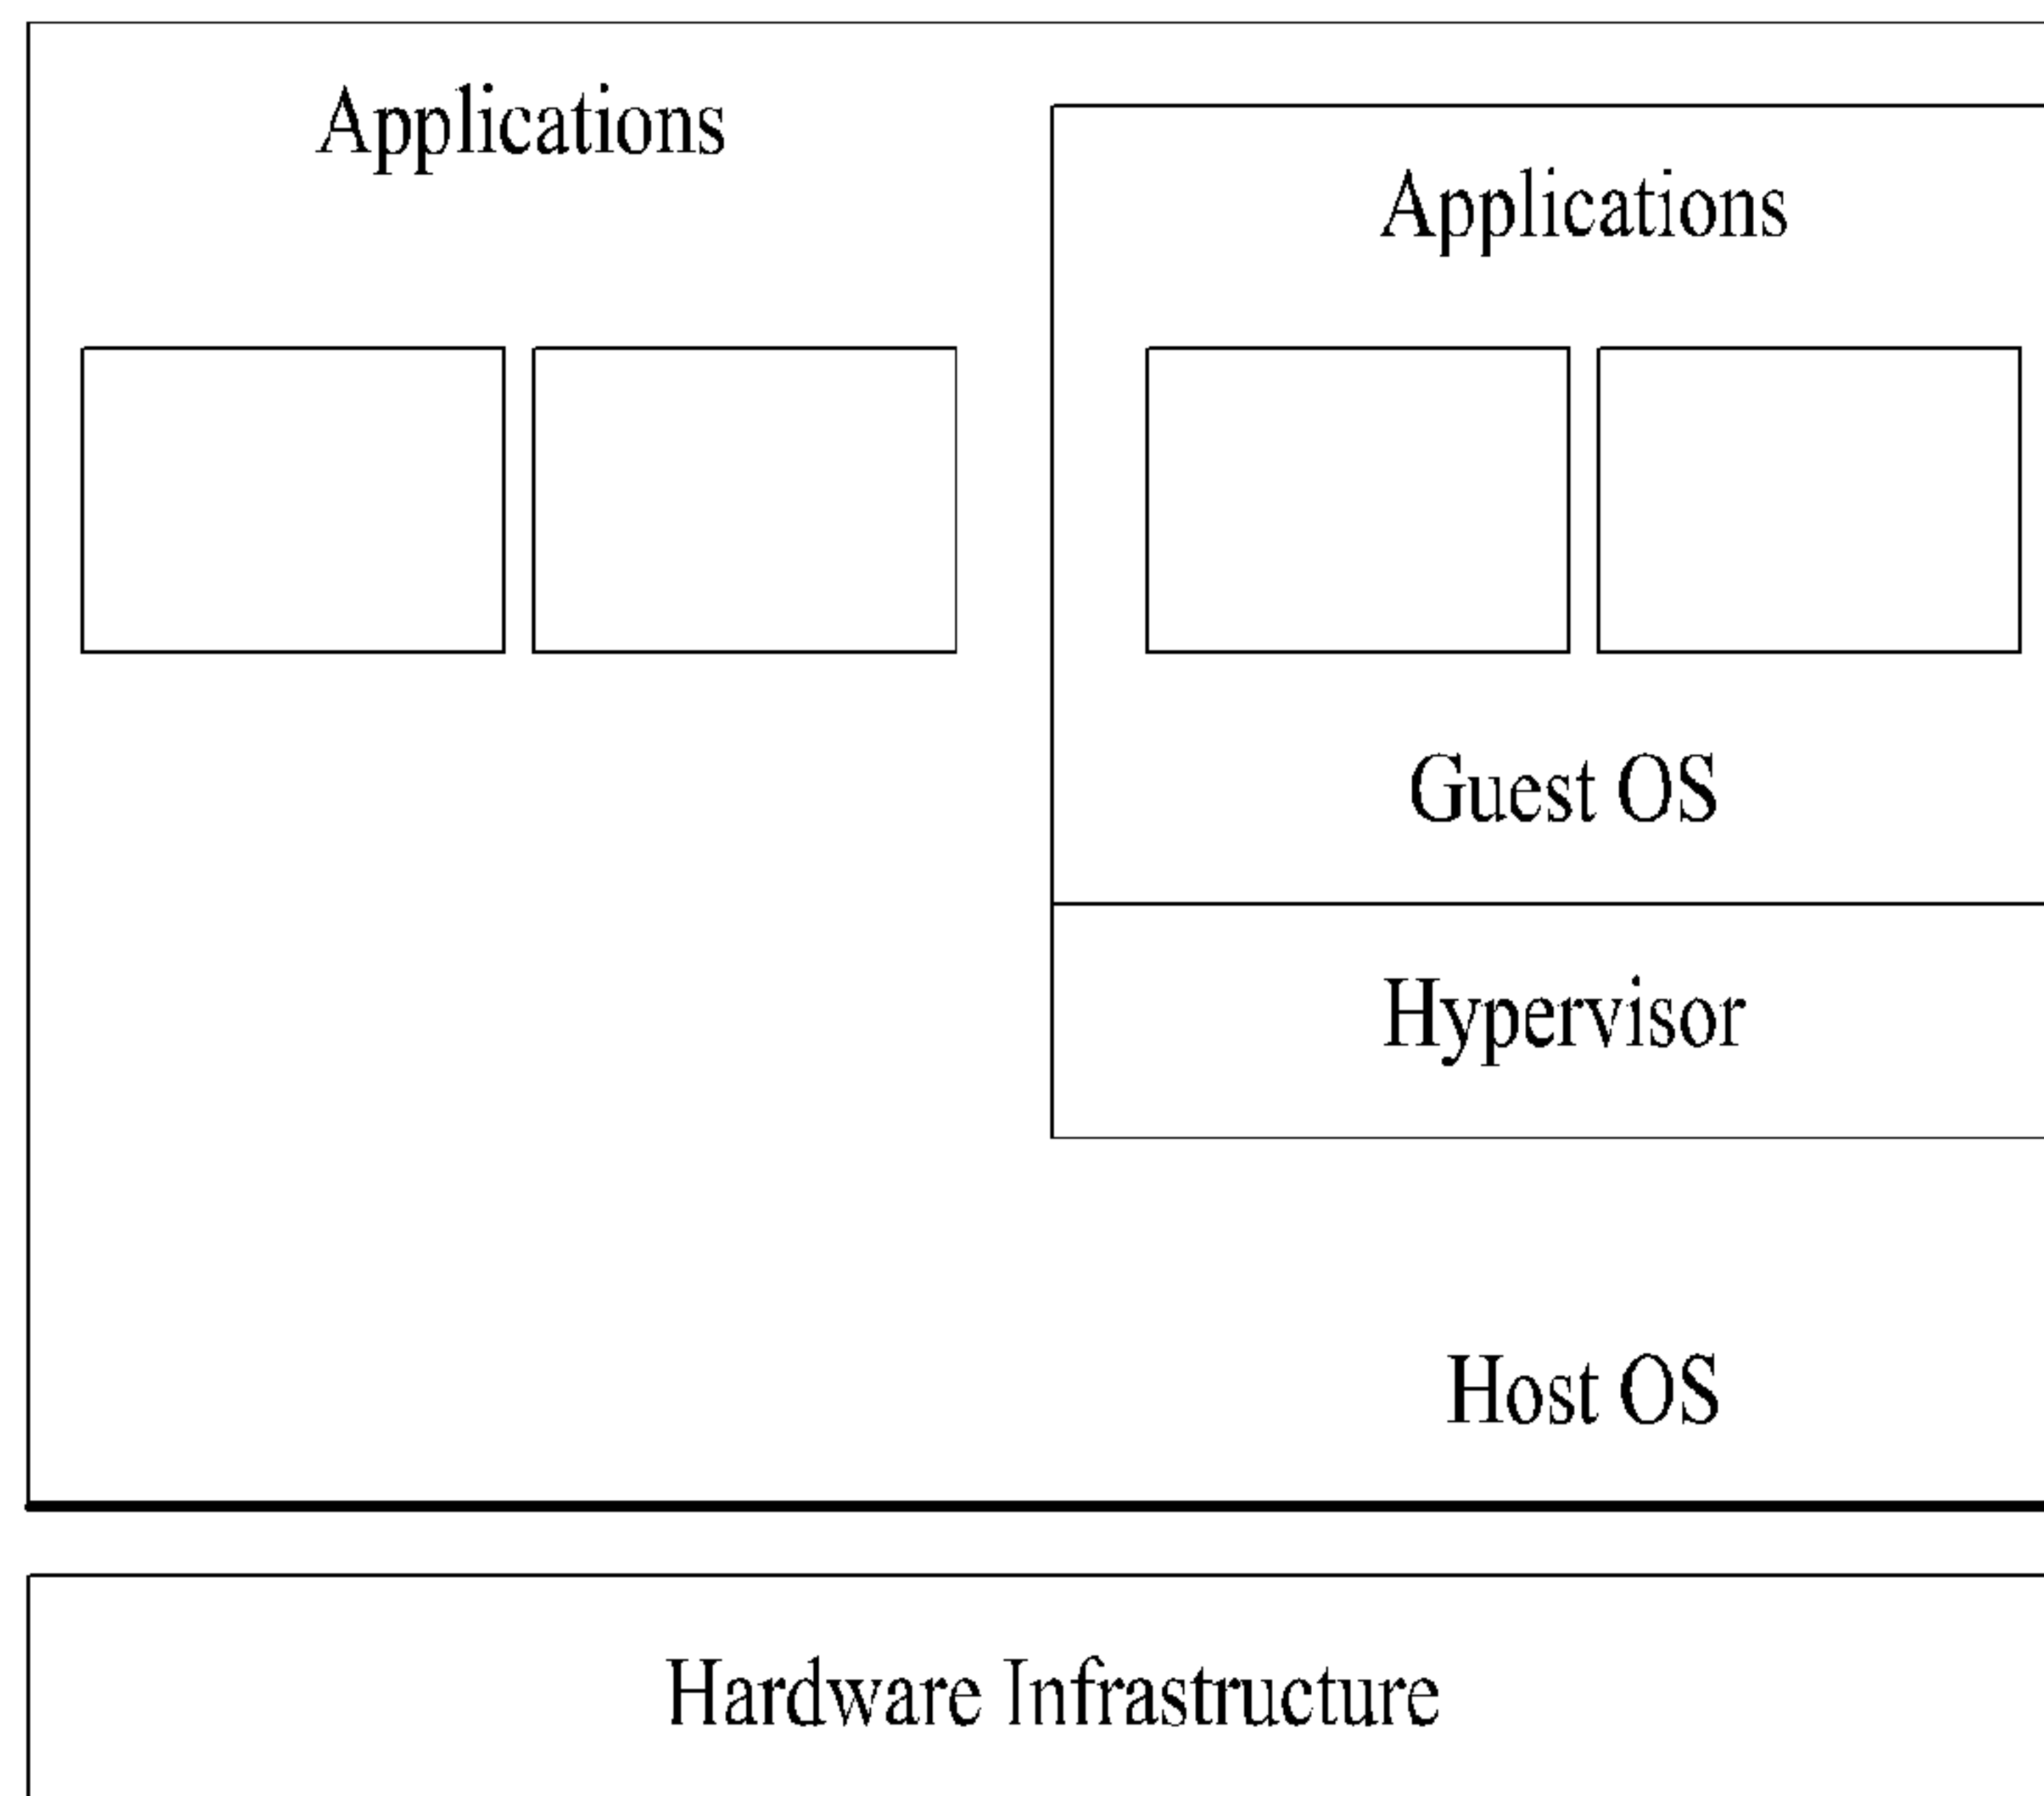 Applications
Applications
Guest OS
Hypervisor
Host OS
Hardware Infrastructure